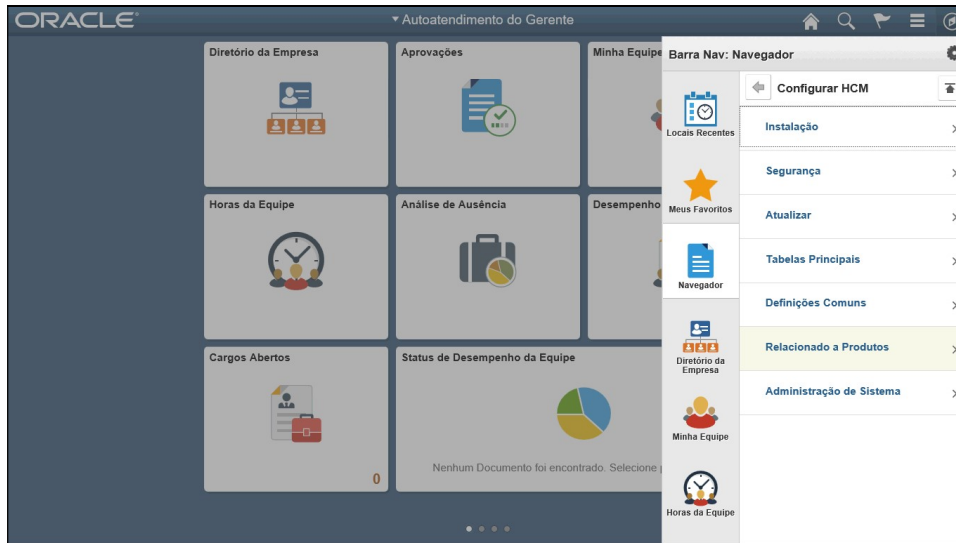 ORACLE
Autoatendimento do Gerente
Diretório da Empresa
Aprovações
Minha Equipe
Horas da Equipe
Análise de Ausência
Desempenho
Cargos Abertos
0
Status de Desempenho da Equipe
Nenhum Documento foi encontrado. Selecione
Barra Nav: Navegador
Locais Recentes
Meus Favoritos
Navegador
Diretório da
Empresa
Minha Equipe
Horas da Equipe
Configurar HCM
Instalação
Segurança
Atualizar
Tabelas Principais
Definições Comuns
Relacionado a Produtos
Administração de Sistema